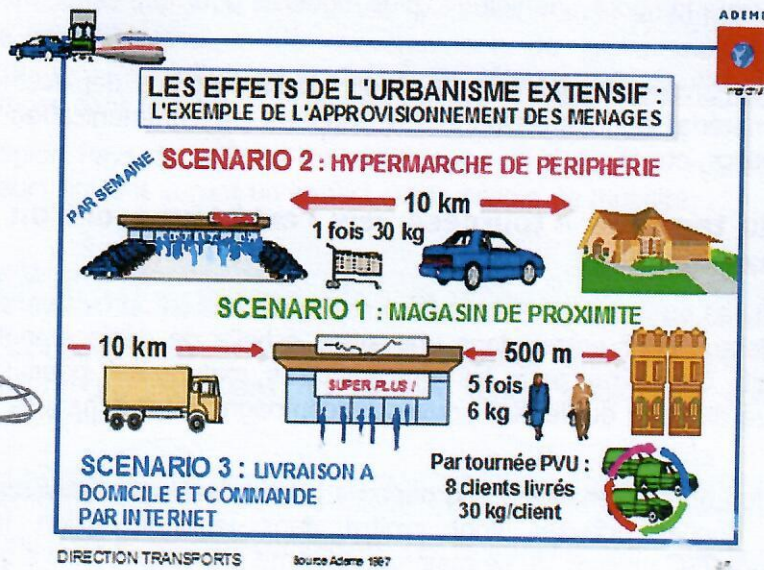 ADEME
LES EFFETS DE L'URBANISME EXTENSIF :
L'EXEMPLE DE L'APPROVISIONNEMENT DES MENAGES
PAR SEMAINE
SCENARIO 2 : HYPERMARCHE DE PERIPHERIE
10 km
1 fois 30 kg
SCENARIO 1 : MAGASIN DE PROXIMITE
10 km
500 m
SUPER PLUS !
5 fois
6 kg
SCENARIO 3 : LIVRAISON A
DOMICILE ET COMMANDE
PAR INTERNET
Par tournée PVU :
8 clients livrés
30 kg/client
DIRECTION TRANSPORTS
Source Ademe 1997